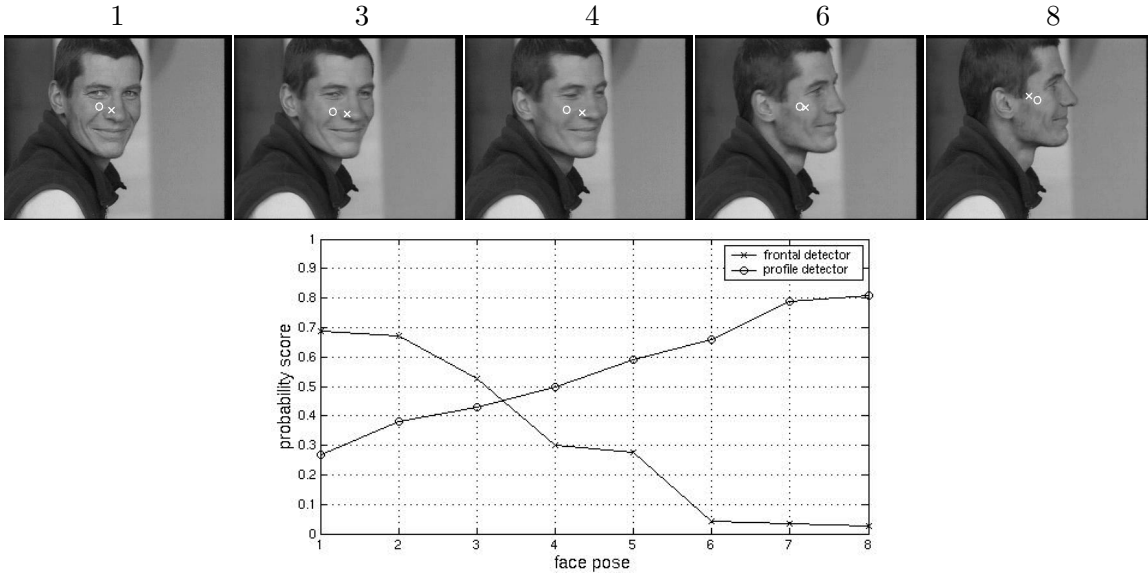 1 3 4 6 8
frontal detector
profile detector
1
0.9
0.8
0.7
0.6
0.5
0.4
0.3
0.2
0.1
0
probability score
1 2 3 4 5 6 7 8
face pose